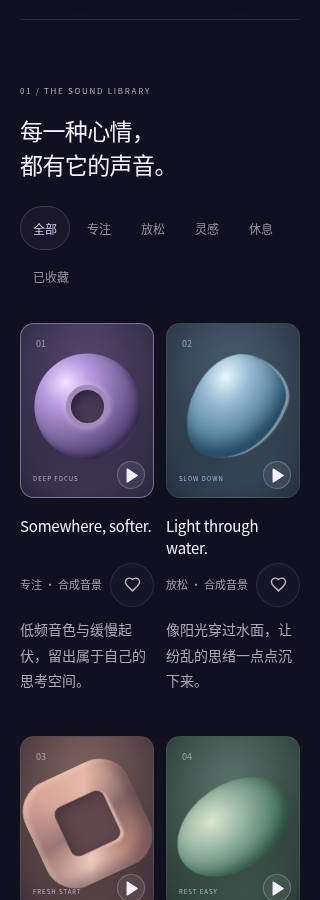 01 / THE SOUND LIBRARY
每一种心情，
都有它的声音。
全部 专注 放松 灵感 休息
已收藏
01
DEEP FOCUS
02
SLOW DOWN
Somewhere, softer.
专注 · 合成音景
低频音色与缓慢起
伏，留出属于自己的
思考空间。
Light through
water.
放松 · 合成音景
像阳光穿过水面，让
纷乱的思绪一点点沉
下来。
03
FRESH START
04
REST EASY